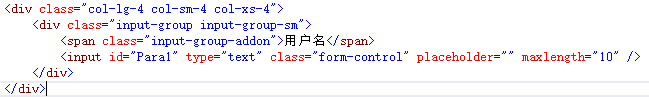 <div class="col-lg-4 col-sm-4 col-xs-4">
<div class="input-group input-group-sm">
<span class="input-group-addon">用户名</span>
<input id="Para1" type="text" class="form-control" placeholder="" maxlength="10" />
</div>
</div>